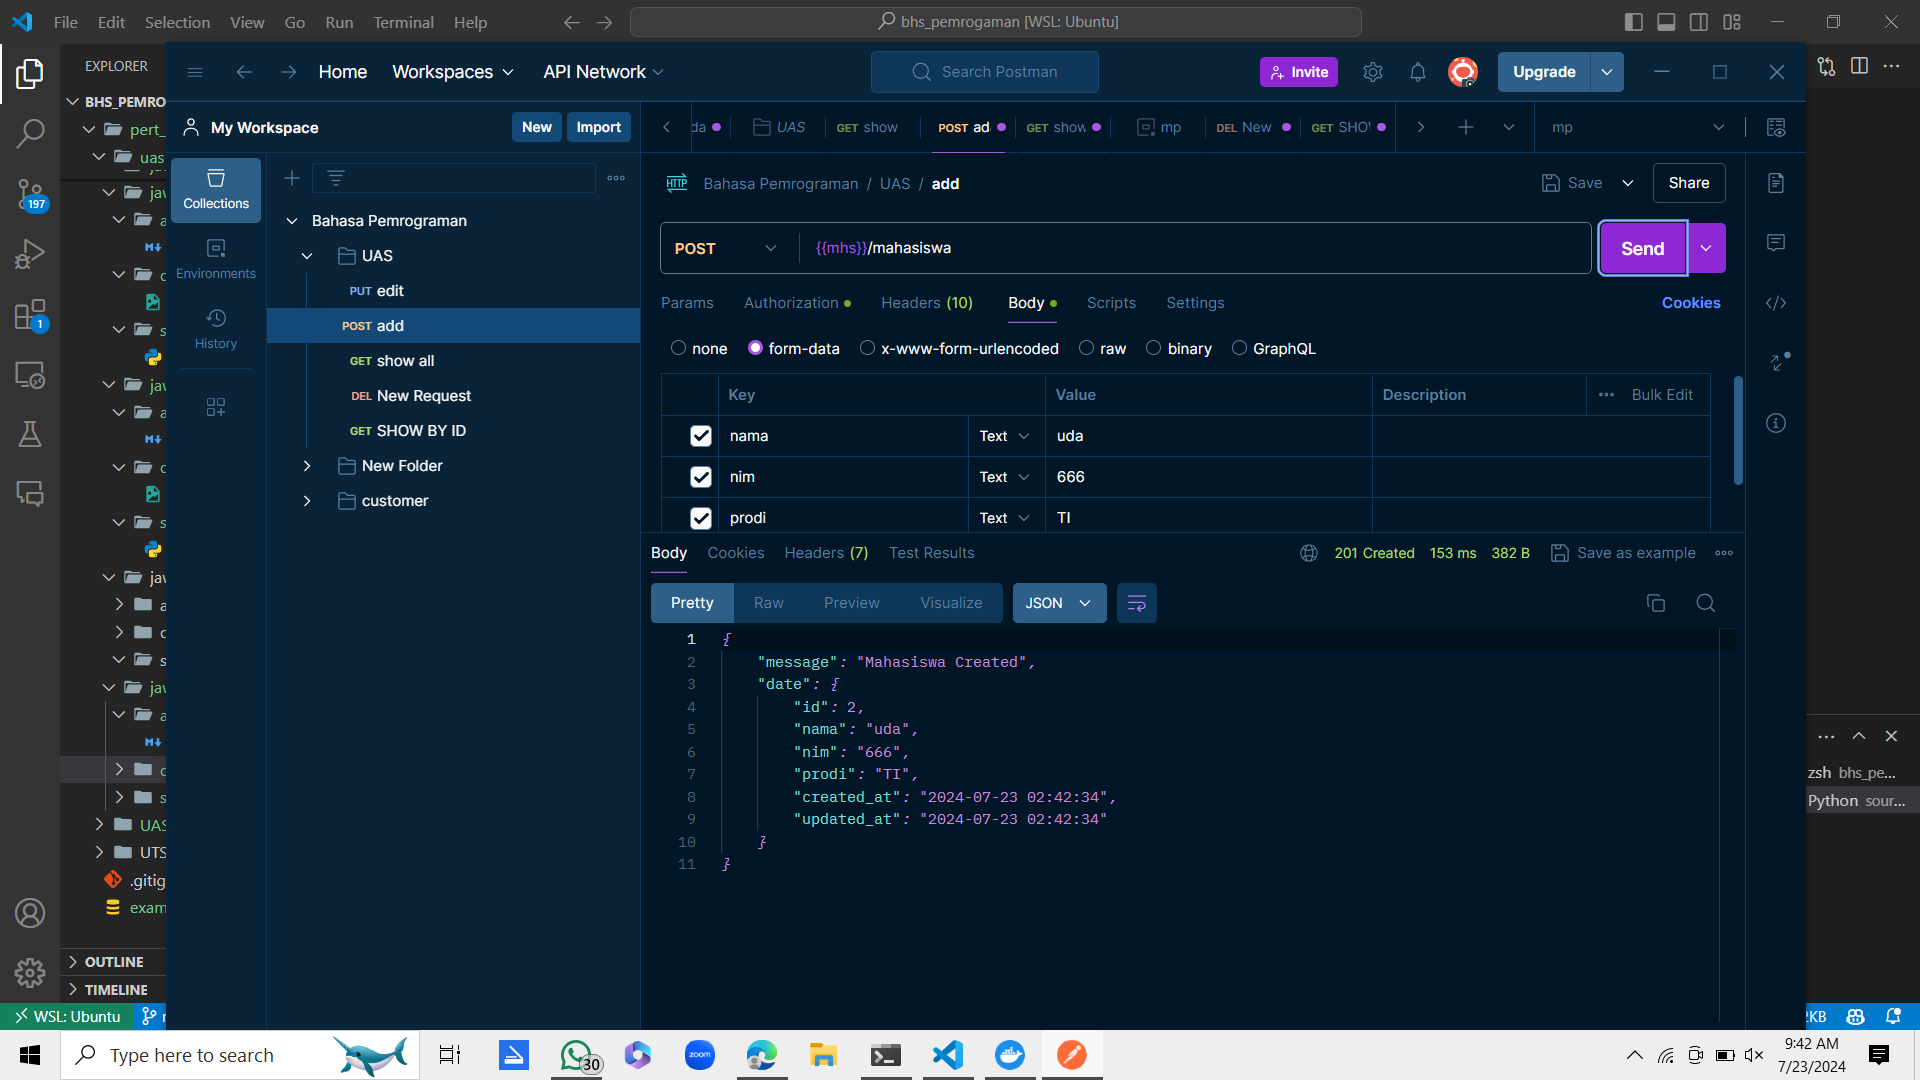 File Edit Selection View Go Run Terminal Help
bhs_pemrogaman [WSL: Ubuntu]
EXPLORER
BHS_PEMRO
pert_
uas
197
1
UAS
UTS
.gitig
exam
OUTLINE
TIMELINE
WSL: Ubuntu
Home Workspaces API Network
Search Postman
Invite
Upgrade
My Workspace
New Import
da UAS GET show POST ad GET show mp DEL New GET SHO mp
Collections
Environments
History
Bahasa Pemrograman
UAS
PUT edit
POST add
GET show all
DEL New Request
GET SHOW BY ID
New Folder
customer
HTTP Bahasa Pemrograman / UAS / add
Save Share
POST {{mhs}}/mahasiswa
Send
Params Authorization Headers (10) Body Scripts Settings Cookies
none form-data x-www-form-urlencoded raw binary GraphQL
Key Value Description Bulk Edit
nama Text uda
nim Text 666
prodi Text TI
Body Cookies Headers (7) Test Results 201 Created 153 ms 382 B Save as example
Pretty Raw Preview Visualize JSON
1 {
2 "message": "Mahasiswa Created",
3 "date": {
4 "id": 2,
5 "nama": "uda",
6 "nim": "666",
7 "prodi": "TI",
8 "created_at": "2024-07-23 02:42:34",
9 "updated_at": "2024-07-23 02:42:34"
10 }
11 }
zsh bhs_pe...
Python sour...
KB
Type here to search
30
zoom
9:42 AM
7/23/2024